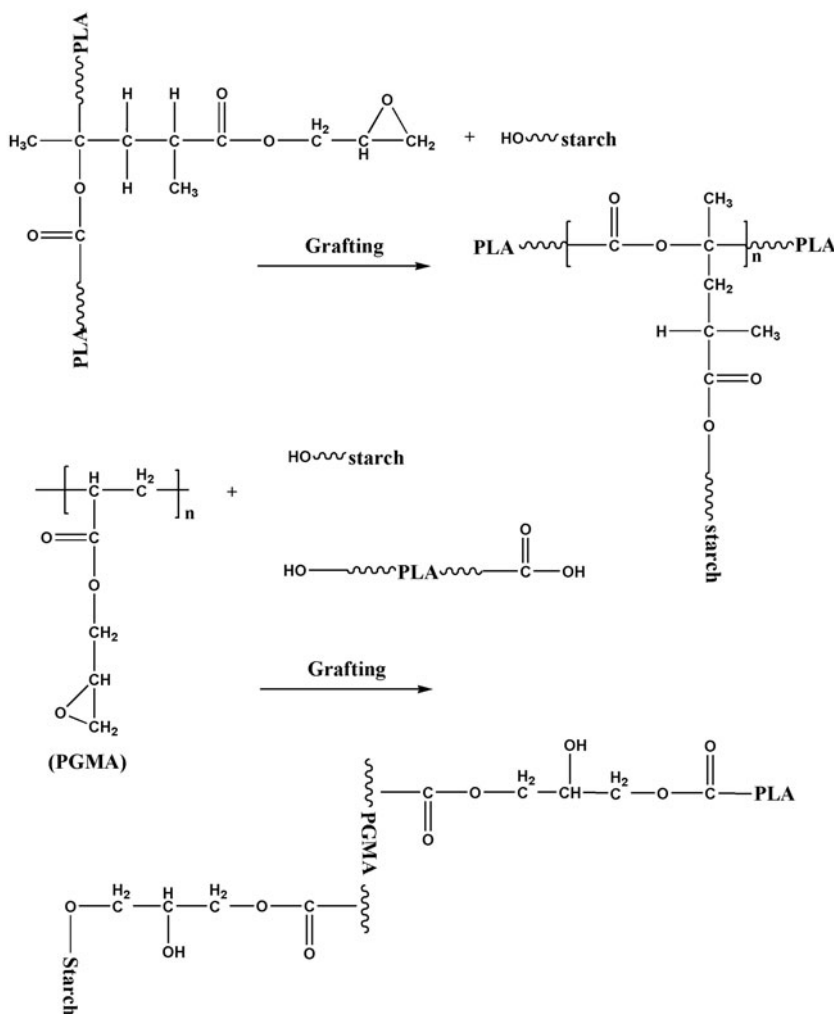 PLA
H H O H2 O
H3C C C C C O C C CH2
H
O H CH3
+ HO starch
O C
PLA
Grafting
O CH3
PLA [ C O C ]n PLA
CH2
H C CH3
C O
O
starch
HO starch
[ H C H2 C ]n +
O C
O
HO PLA C OH
O
CH2
CH
O CH2
(PGMA)
Grafting
PGMA
C O H2 C C H H2 C O C PLA
O OH O
O H2 C H C H2 C O C
OH O
Starch